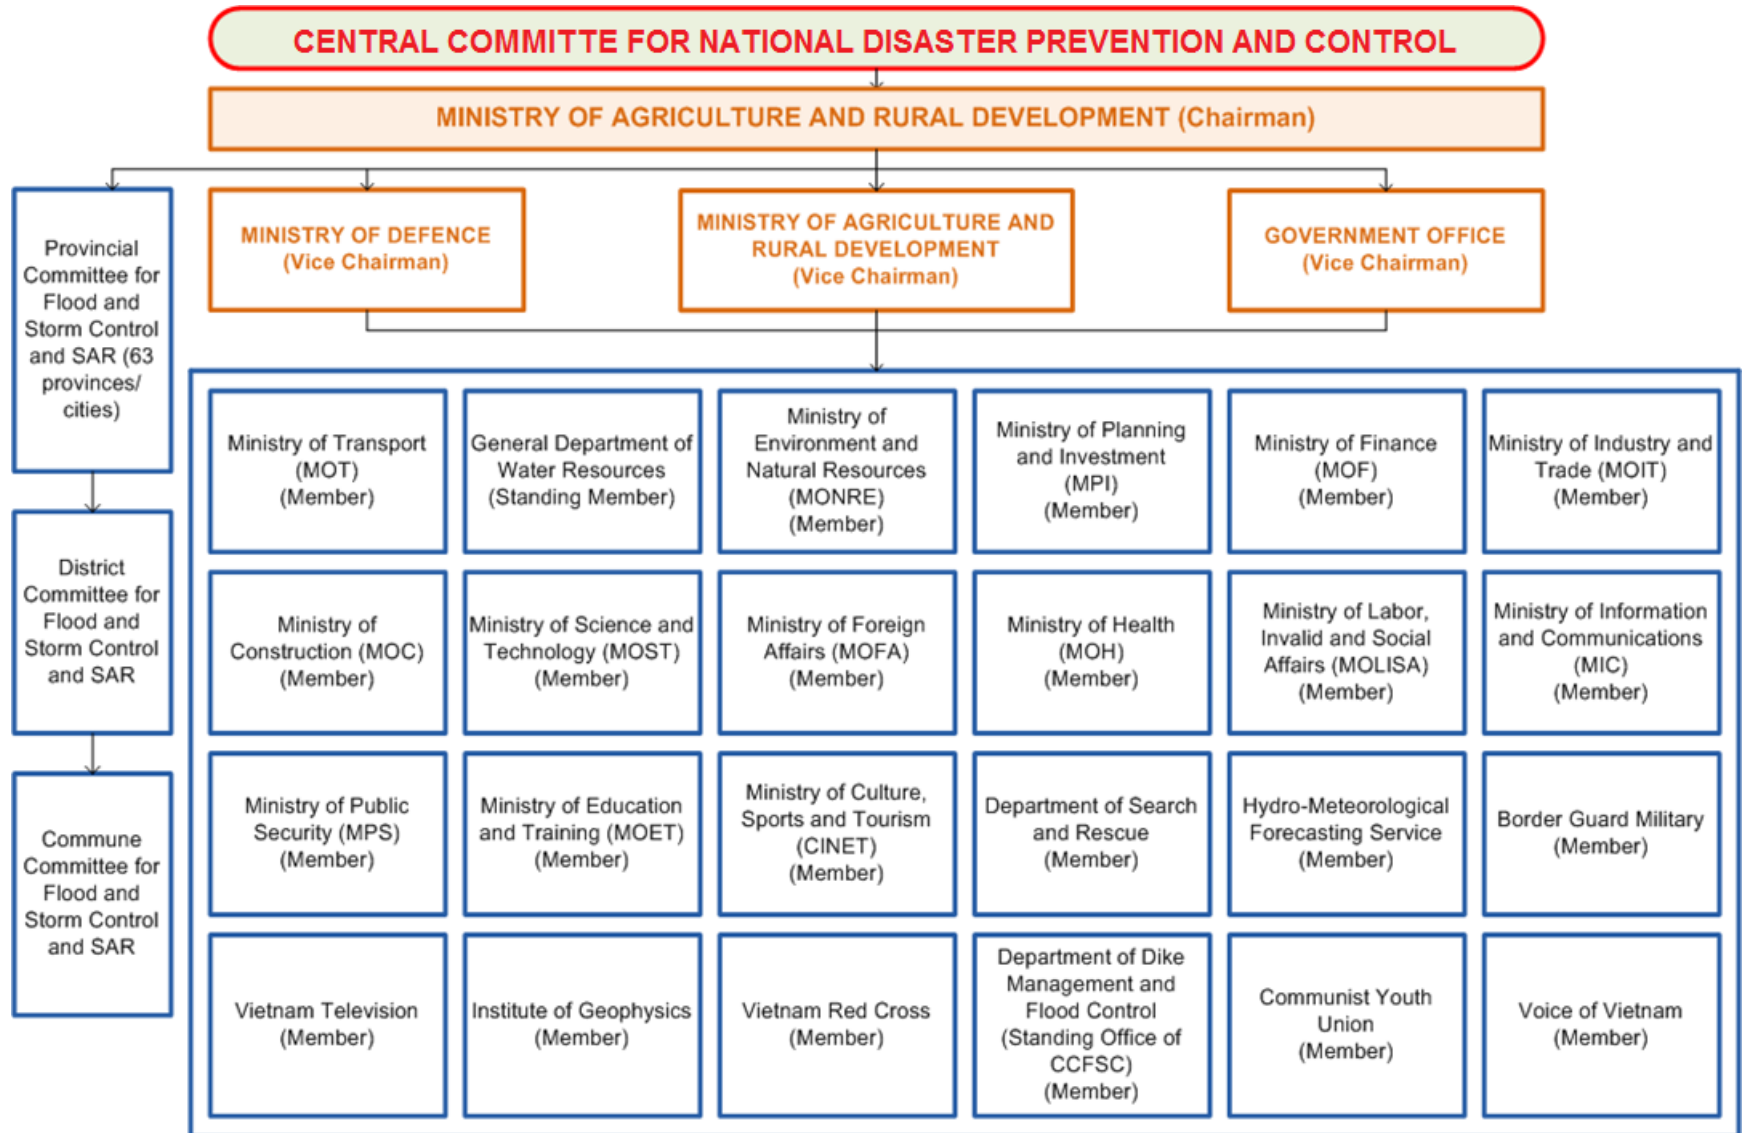 CENTRAL COMMITTE FOR NATIONAL DISASTER PREVENTION AND CONTROL
MINISTRY OF AGRICULTURE AND RURAL DEVELOPMENT (Chairman)
Provincial
Committee for
Flood and
Storm Control
and SAR (63
provinces/
cities)
MINISTRY OF DEFENCE
(Vice Chairman)
MINISTRY OF AGRICULTURE AND
RURAL DEVELOPMENT
(Vice Chairman)
GOVERNMENT OFFICE
(Vice Chairman)
District
Committee for
Flood and
Storm Control
and SAR
Commune
Committee for
Flood and
Storm Control
and SAR
Ministry of Transport
(MOT)
(Member)
General Department of
Water Resources
(Standing Member)
Ministry of
Environment and
Natural Resources
(MONRE)
(Member)
Ministry of Planning
and Investment
(MPI)
(Member)
Ministry of Finance
(MOF)
(Member)
Ministry of Industry and
Trade (MOIT)
(Member)
Ministry of
Construction (MOC)
(Member)
Ministry of Science and
Technology (MOST)
(Member)
Ministry of Foreign
Affairs (MOFA)
(Member)
Ministry of Health
(MOH)
(Member)
Ministry of Labor,
Invalid and Social
Affairs (MOLISA)
(Member)
Ministry of Information
and Communications
(MIC)
(Member)
Ministry of Public
Security (MPS)
(Member)
Ministry of Education
and Training (MOET)
(Member)
Ministry of Culture,
Sports and Tourism
(CINET)
(Member)
Department of Search
and Rescue
(Member)
Hydro-Meteorological
Forecasting Service
(Member)
Border Guard Military
(Member)
Vietnam Television
(Member)
Institute of Geophysics
(Member)
Vietnam Red Cross
(Member)
Department of Dike
Management and
Flood Control
(Standing Office of
CCFSC)
(Member)
Communist Youth
Union
(Member)
Voice of Vietnam
(Member)